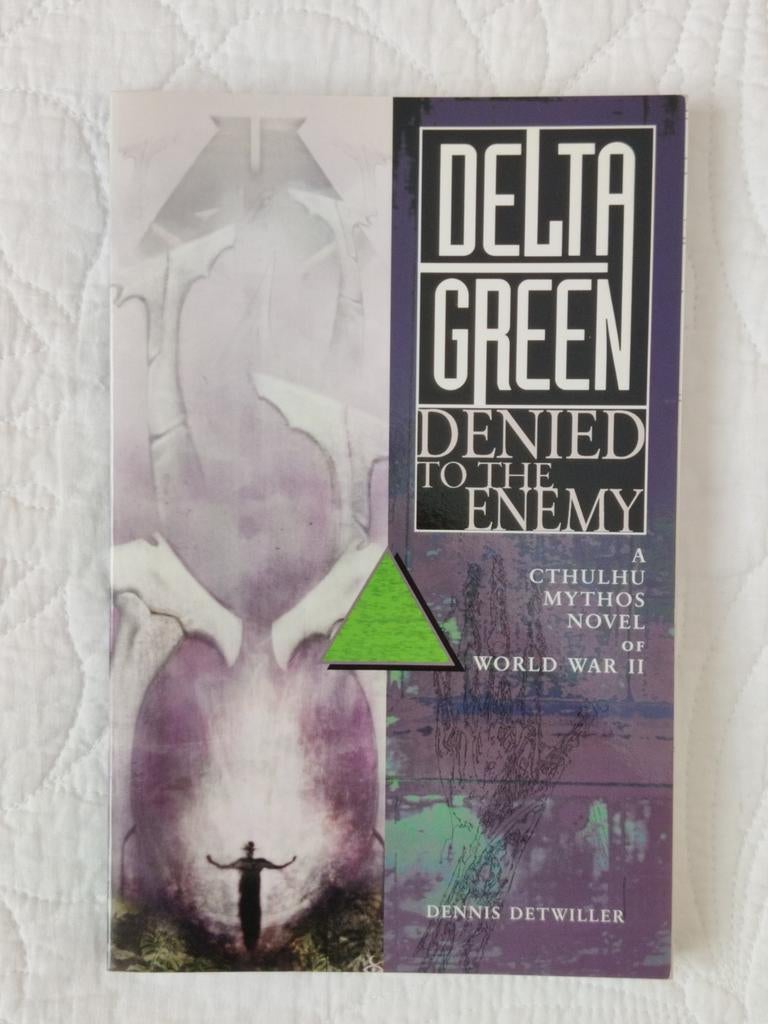 DELTA
GREEN
DENIED
TO THE
ENEMY
A
CTHULHU
MYTHOS
NOVEL
OF
WORLD WAR II
DENNIS DETWILLER